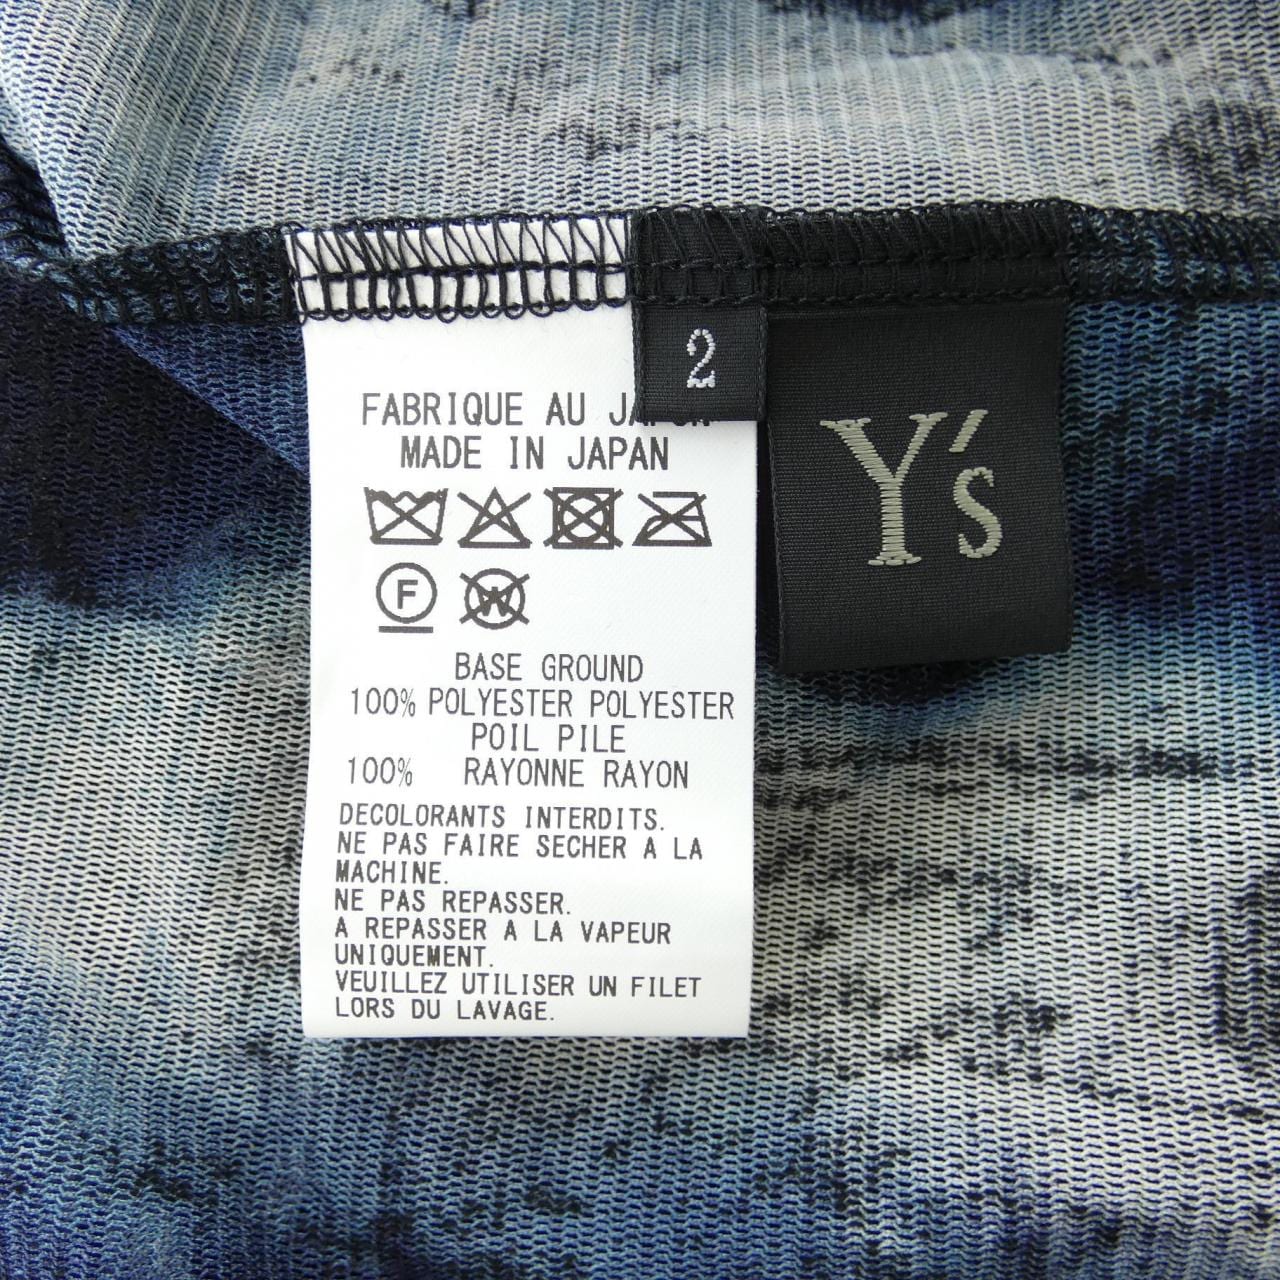 FABRIQUE AU
MADE IN JAPAN
2
Y's
F
W
BASE GROUND
100% POLYESTER POLYESTER
POIL PILE
100% RAYONNE RAYON
DECOLORANTS INTERDITS.
NE PAS FAIRE SECHER A LA
MACHINE.
NE PAS REPASSER.
A REPASSER A LA VAPEUR
UNIQUEMENT.
VEUILLEZ UTILISER UN FILET
LORS DU LAVAGE.